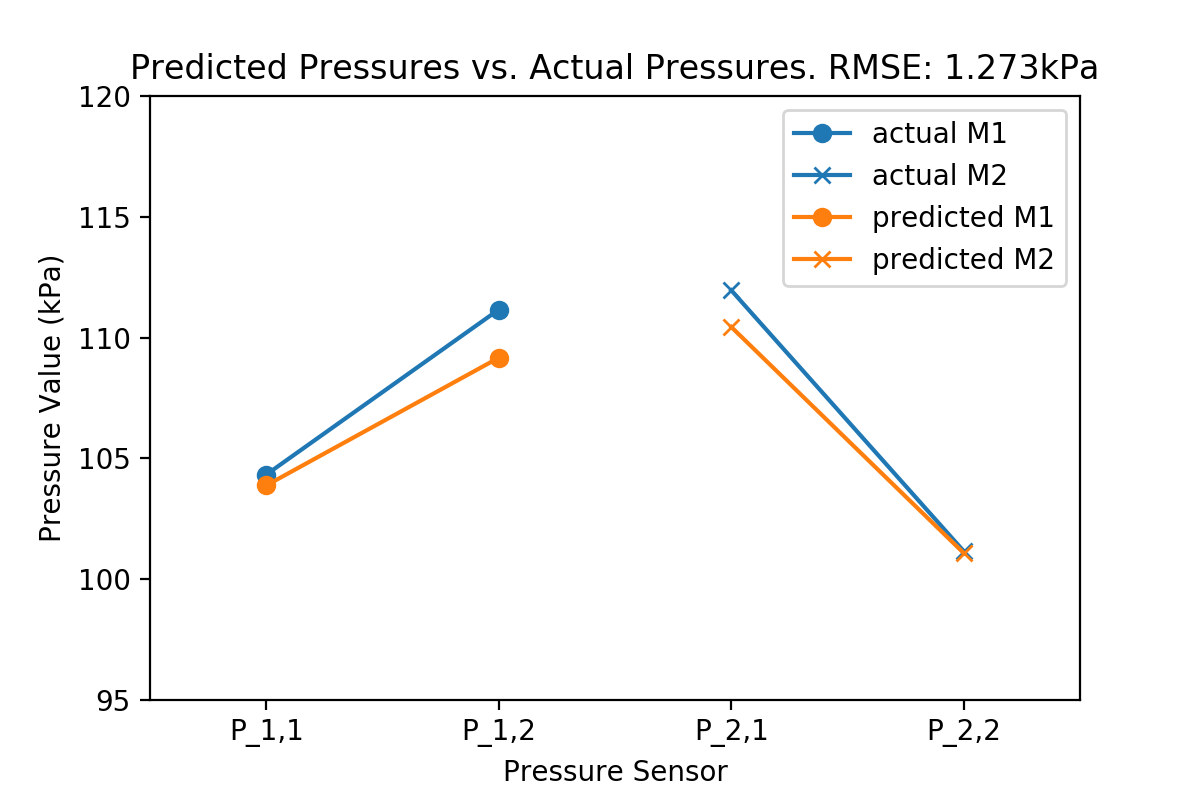 Predicted Pressures vs. Actual Pressures. RMSE: 1.273kPa
120
115
110
105
100
95
Pressure Value (kPa)
actual M1
actual M2
predicted M1
predicted M2
P_1,1 P_1,2 P_2,1 P_2,2
Pressure Sensor